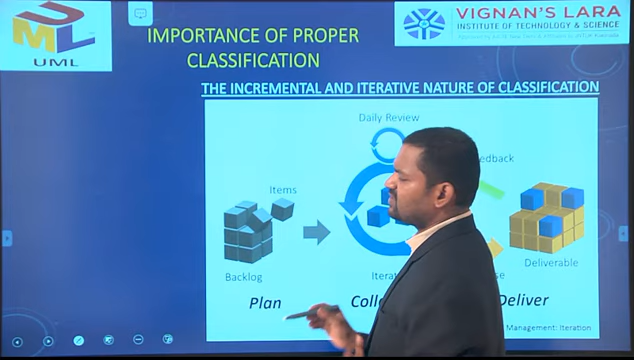 UML
UML
IMPORTANCE OF PROPER
CLASSIFICATION
VIGNAN'S LARA
INSTITUTE OF TECHNOLOGY & SCIENCE
THE INCREMENTAL AND ITERATIVE NATURE OF CLASSIFICATION
Daily Review
Items
Backlog
Deliverable
Plan
Deliver
Management: Iteration